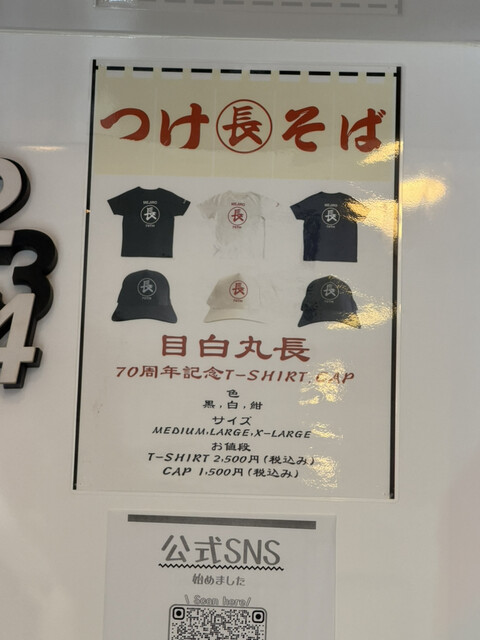 つけ長そば
目白丸長
70周年記念T-SHIRT.CAP
色
黒,白,紺
サイズ
MEDIUM,LARGE,X-LARGE
お値段
T-SHIRT 2,500円(税込み)
CAP 1,500円(税込み)
公式SNS
始めました
\ Scan here/
3
4